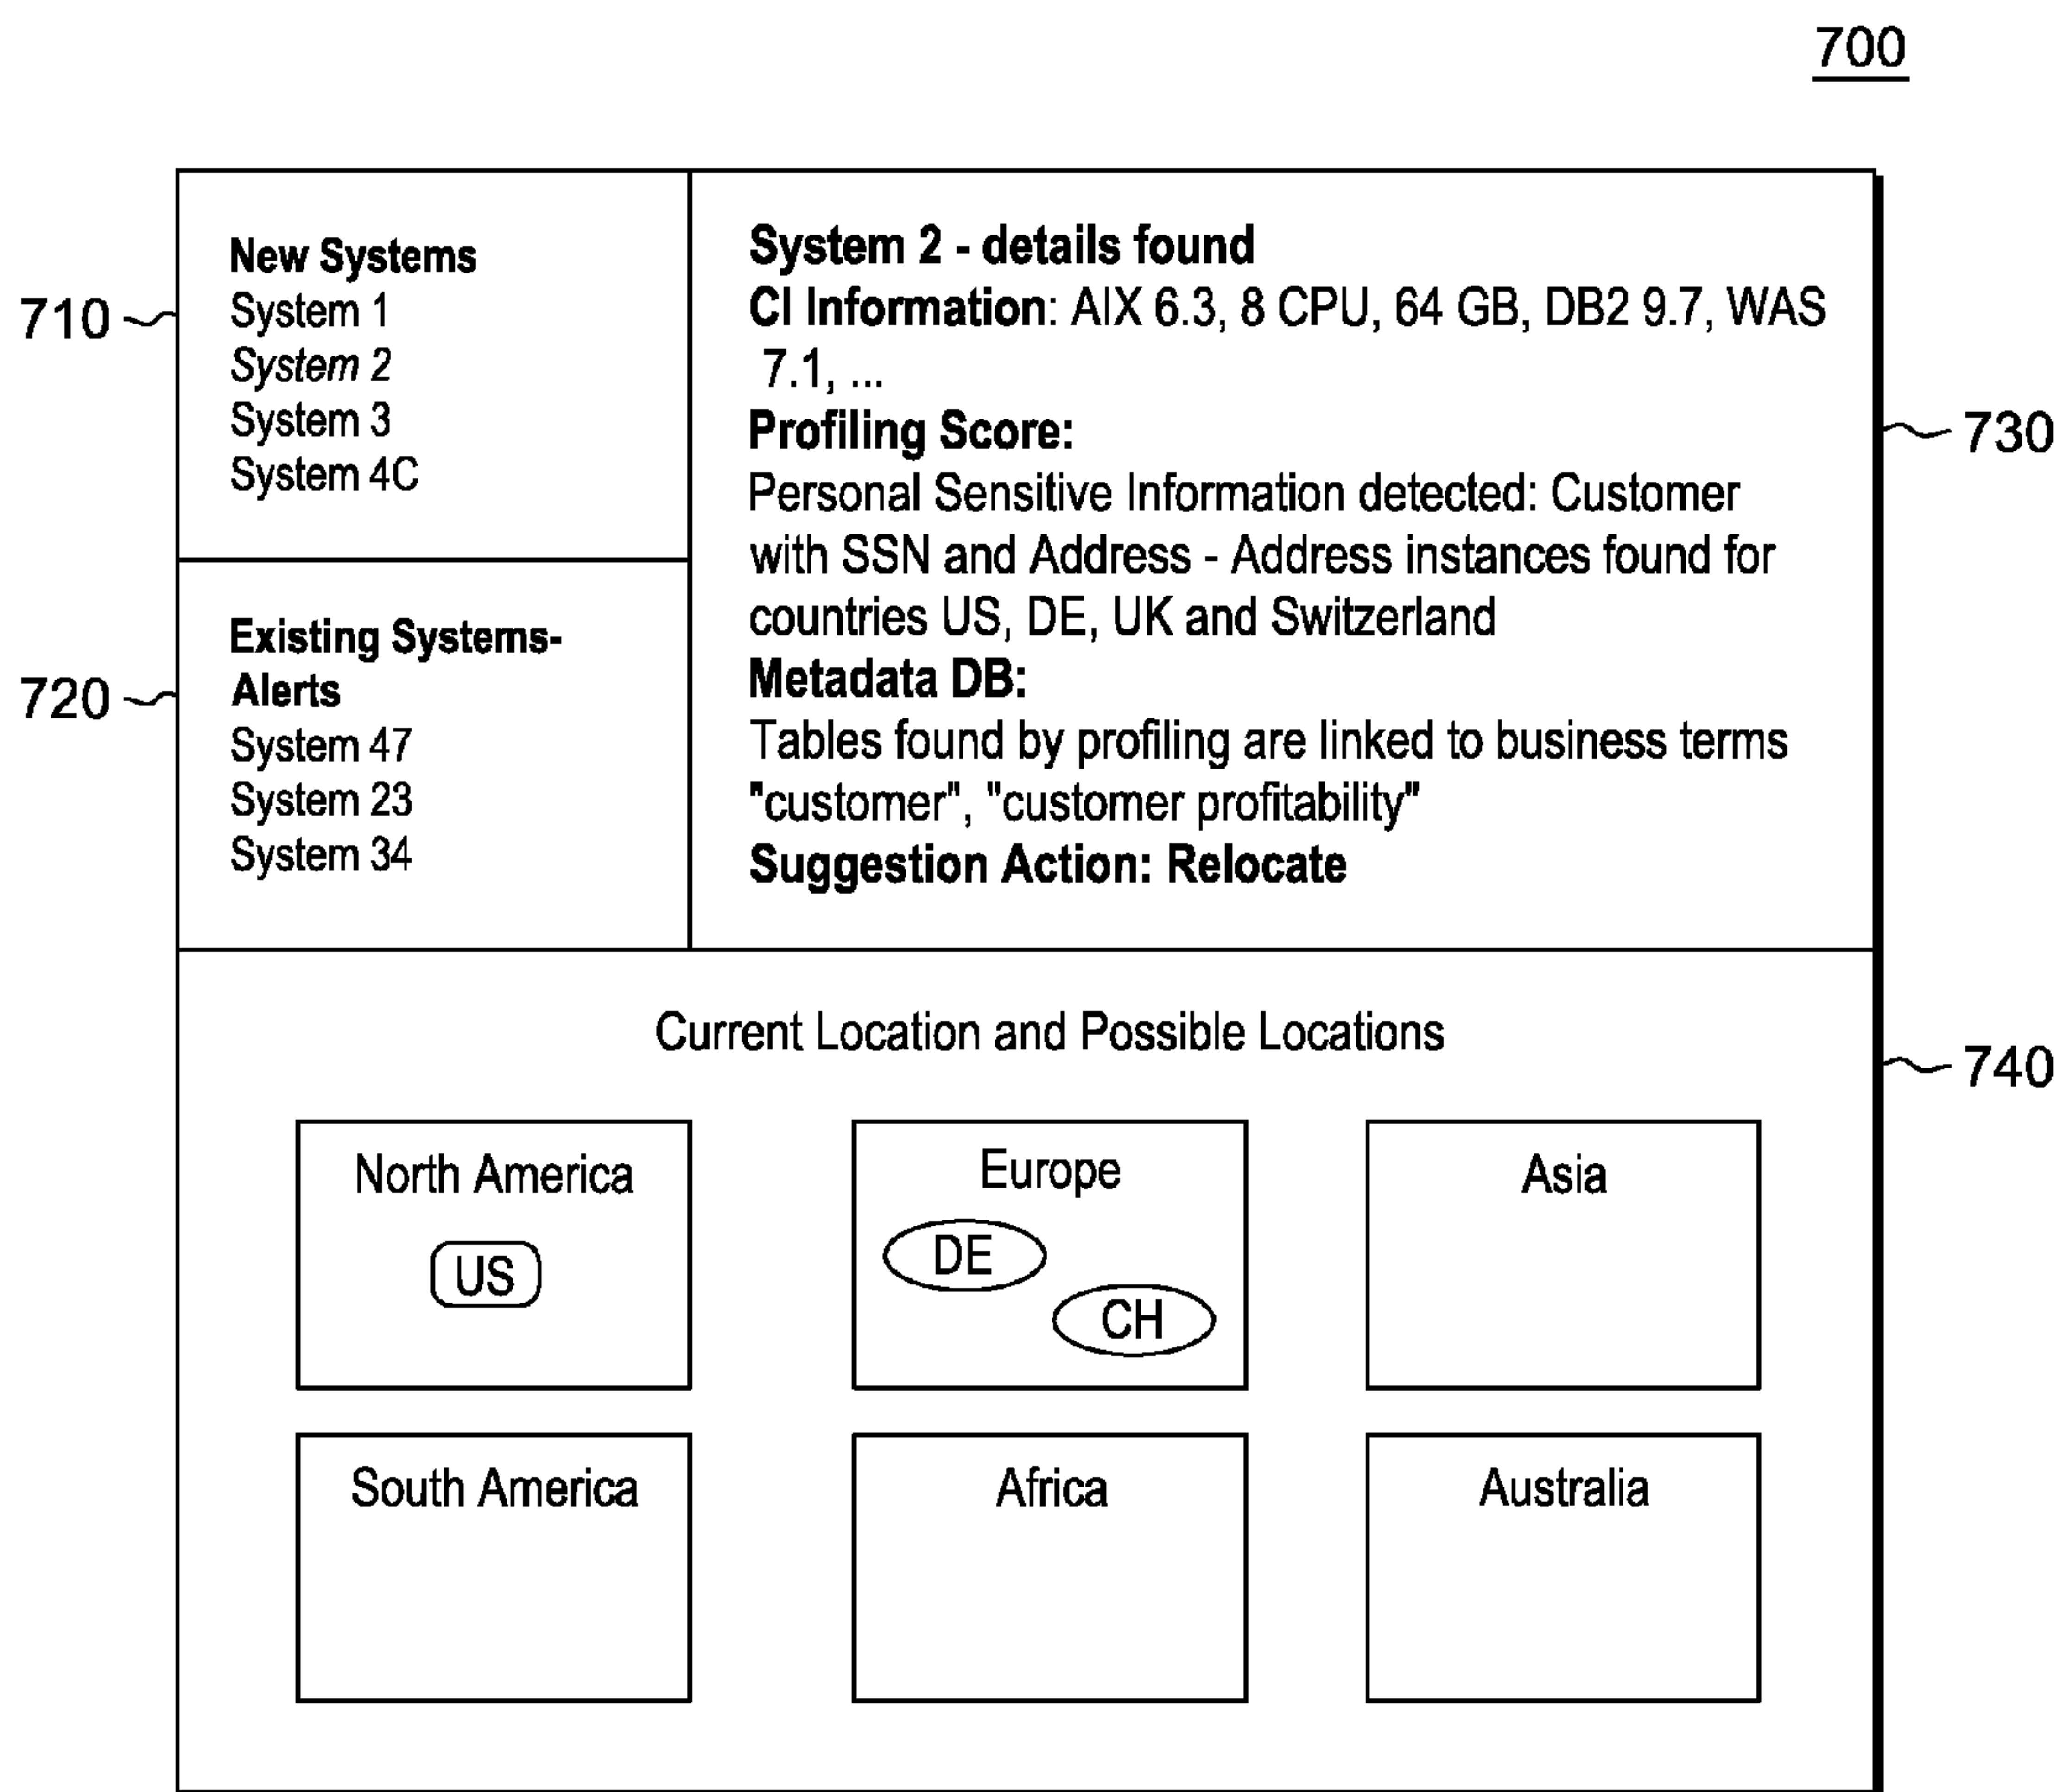 700
710
New Systems
System 1
System 2
System 3
System 4C
720
Existing Systems-
Alerts
System 47
System 23
System 34
System 2 - details found
CI Information: AIX 6.3, 8 CPU, 64 GB, DB2 9.7, WAS
7.1, ...
Profiling Score:
Personal Sensitive Information detected: Customer
with SSN and Address - Address instances found for
countries US, DE, UK and Switzerland
Metadata DB:
Tables found by profiling are linked to business terms
"customer", "customer profitability"
Suggestion Action: Relocate
730
Current Location and Possible Locations
740
North America
US
Europe
DE
CH
Asia
South America
Africa
Australia